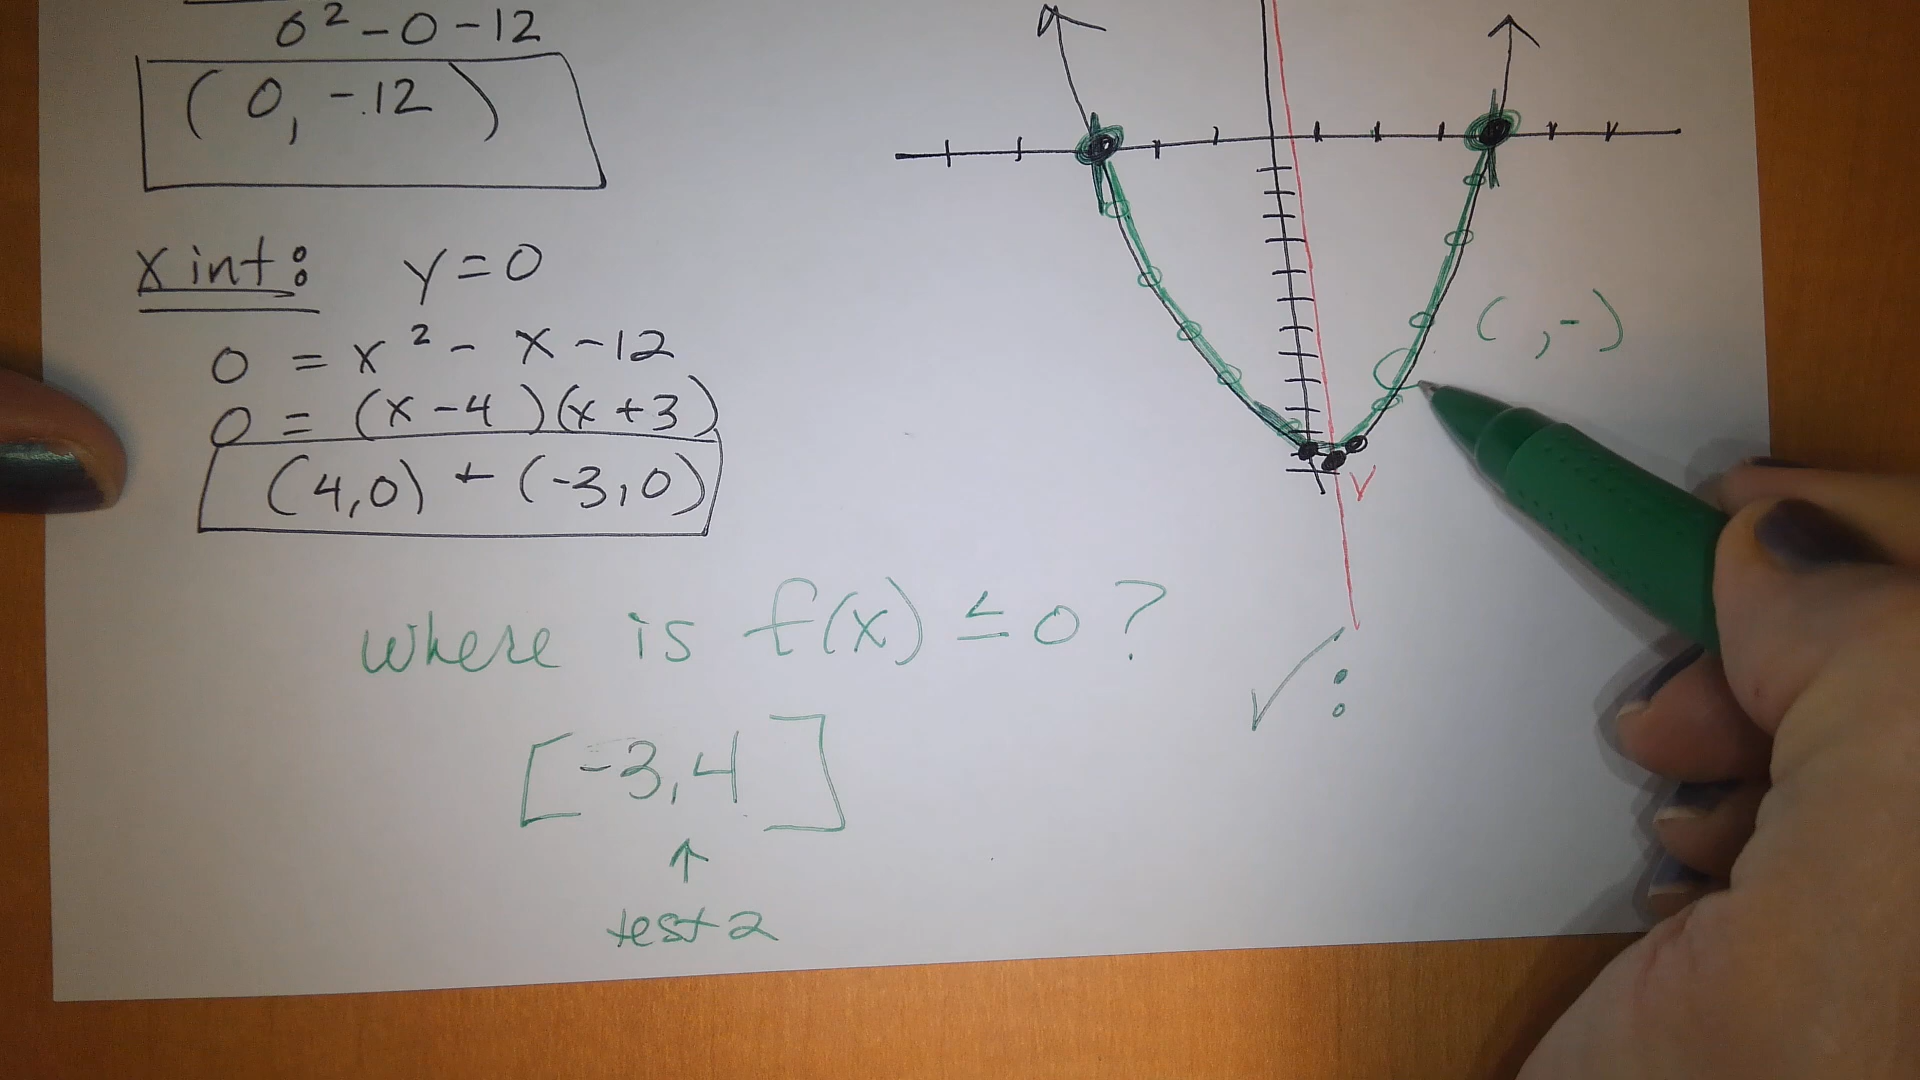 0² - 0 - 12
(0, -12)
x int: y = 0
0 = x² - x - 12
0 = (x - 4)(x + 3)
(4,0) + (-3,0)
(, -)
V
where is f(x) ≤ 0?
✓:
[-3, 4]
↑
test 2